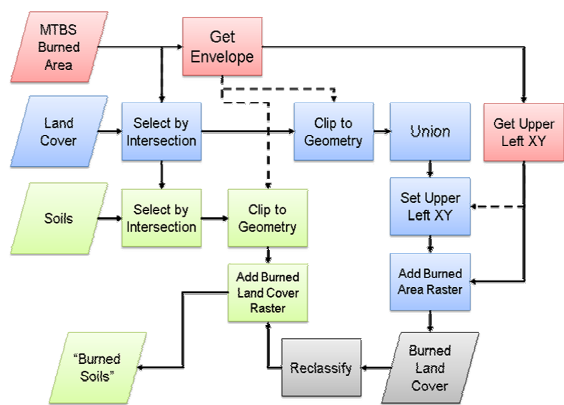 MTBS
Burned
Area
Get
Envelope
Land
Cover
Select by
Intersection
Clip to
Geometry
Union
Get Upper
Left XY
Soils
Select by
Intersection
Clip to
Geometry
Set Upper
Left XY
Add Burned
Land Cover
Raster
Add Burned
Area Raster
"Burned
Soils"
Reclassify
Burned
Land
Cover